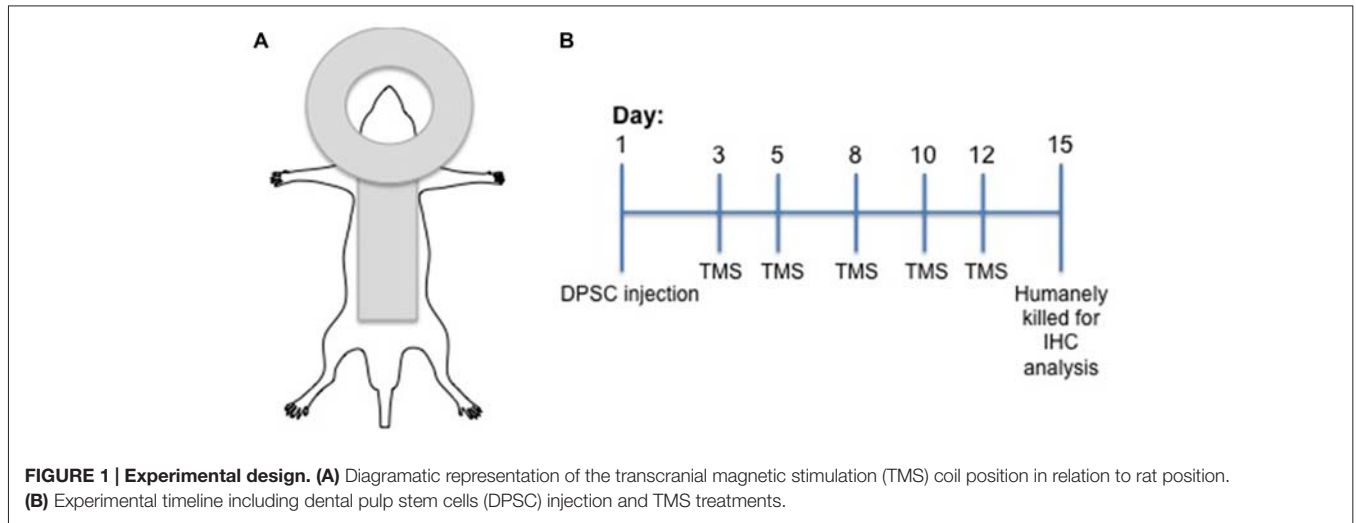 A
B
Day:
1 3 5 8 10 12 15
TMS TMS TMS TMS TMS
DPSC injection
Humanely
killed for
IHC
analysis
FIGURE 1 | Experimental design. (A) Diagramatic representation of the transcranial magnetic stimulation (TMS) coil position in relation to rat position.
(B) Experimental timeline including dental pulp stem cells (DPSC) injection and TMS treatments.